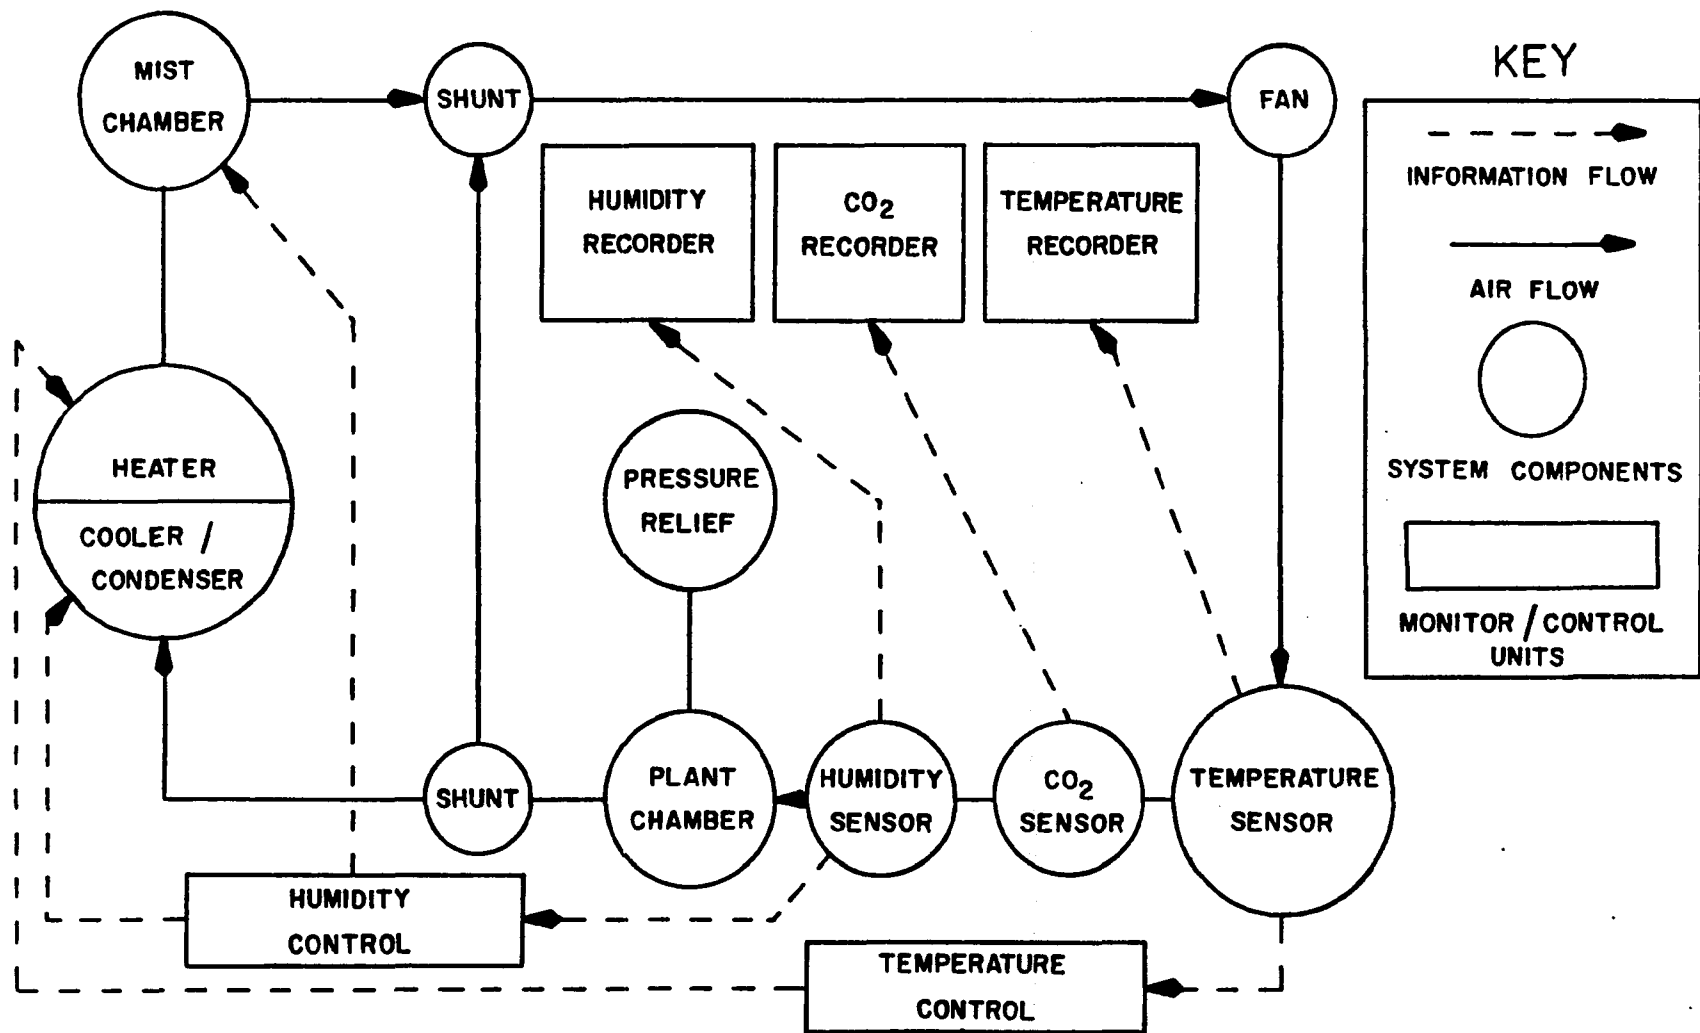 MIST
CHAMBER
SHUNT
FAN
KEY
INFORMATION FLOW
AIR FLOW
SYSTEM COMPONENTS
MONITOR / CONTROL
UNITS
HUMIDITY
RECORDER
CO2
RECORDER
TEMPERATURE
RECORDER
HEATER
COOLER /
CONDENSER
PRESSURE
RELIEF
SHUNT
PLANT
CHAMBER
HUMIDITY
SENSOR
CO2
SENSOR
TEMPERATURE
SENSOR
HUMIDITY
CONTROL
TEMPERATURE
CONTROL